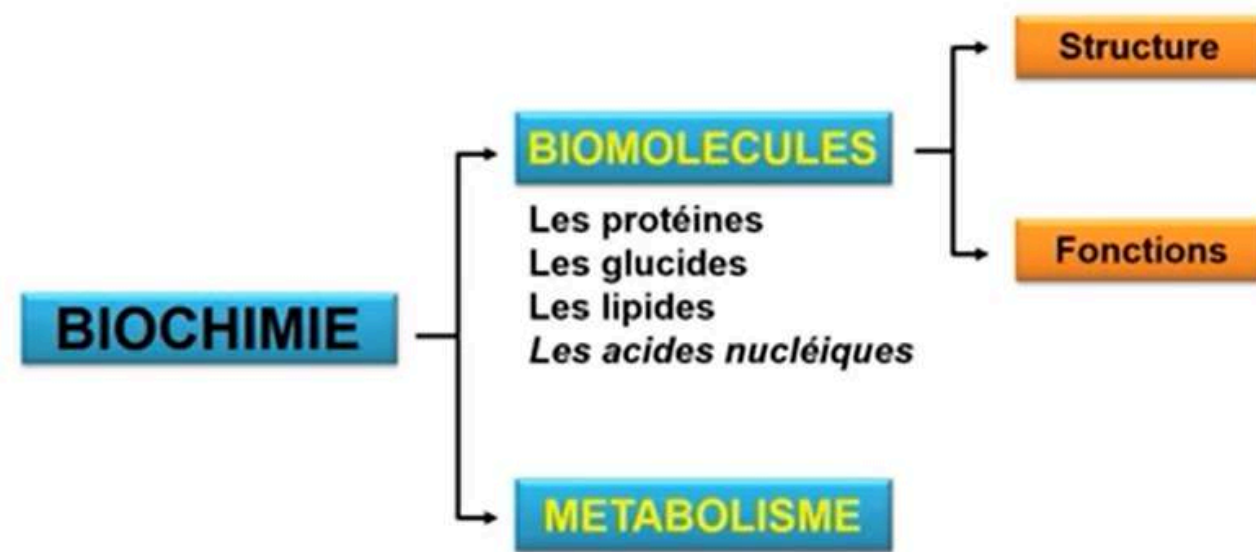 BIOCHIMIE
BIOMOLECULES
Les protéines
Les glucides
Les lipides
Les acides nucléiques
METABOLISME
Structure
Fonctions